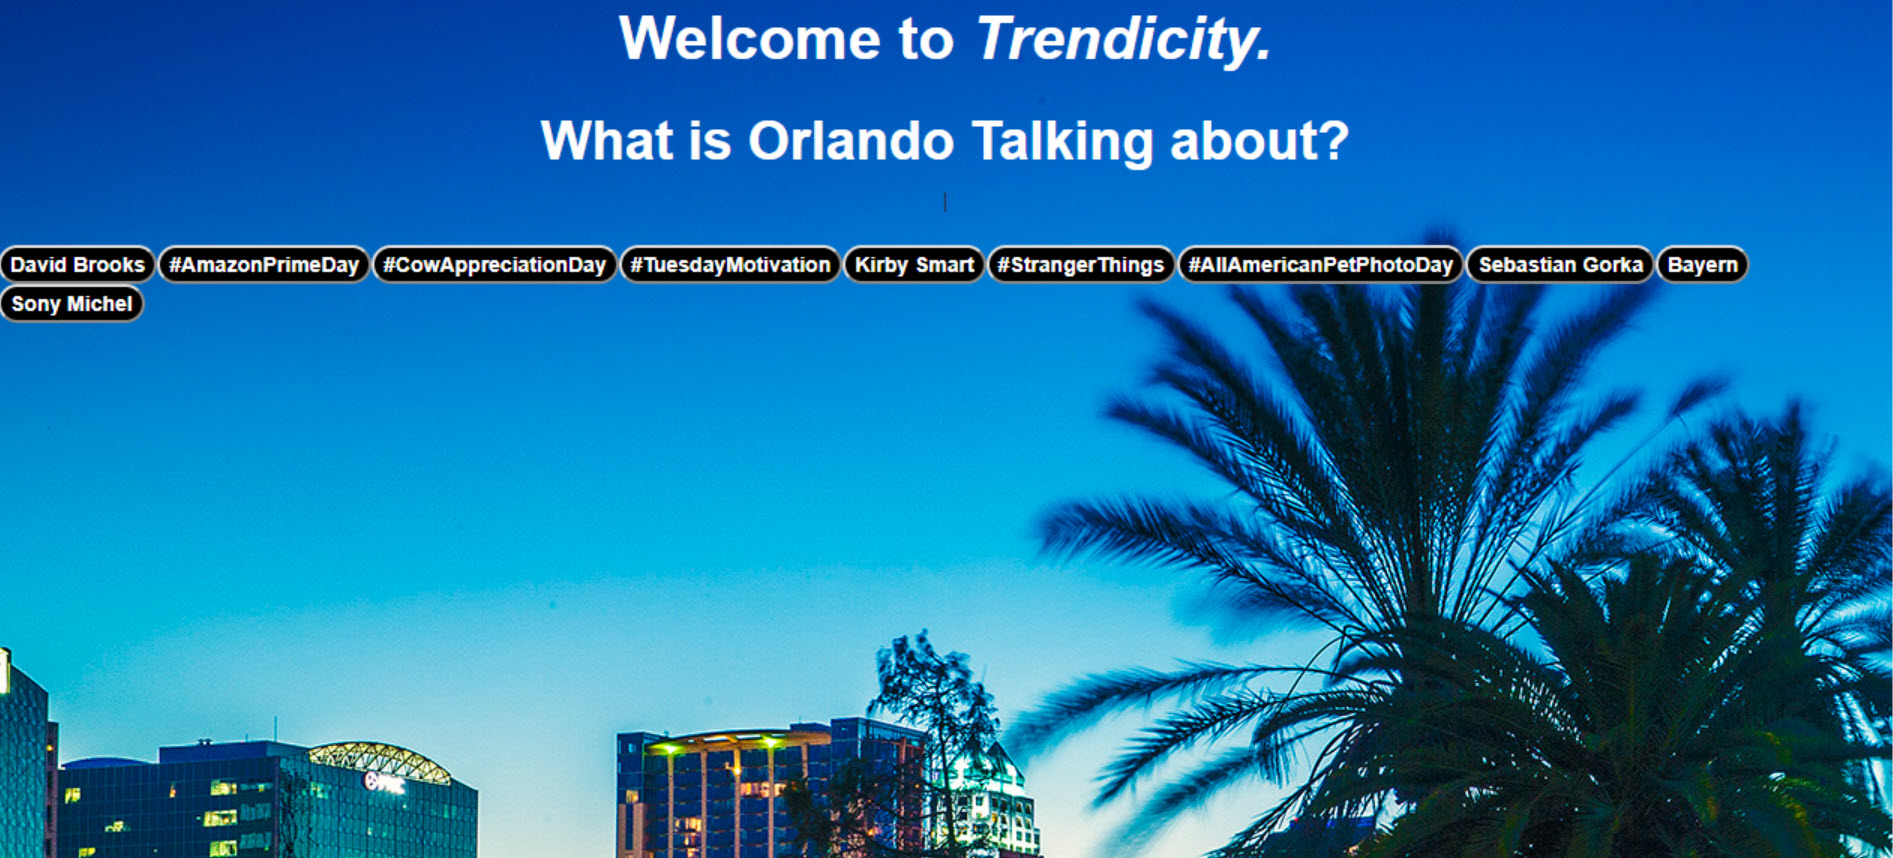 Welcome to Trendicity.
What is Orlando Talking about?
David Brooks #AmazonPrimeDay #CowAppreciationDay #TuesdayMotivation Kirby Smart #StrangerThings #AllAmericanPetPhotoDay Sebastian Gorka Bayern
Sony Michel